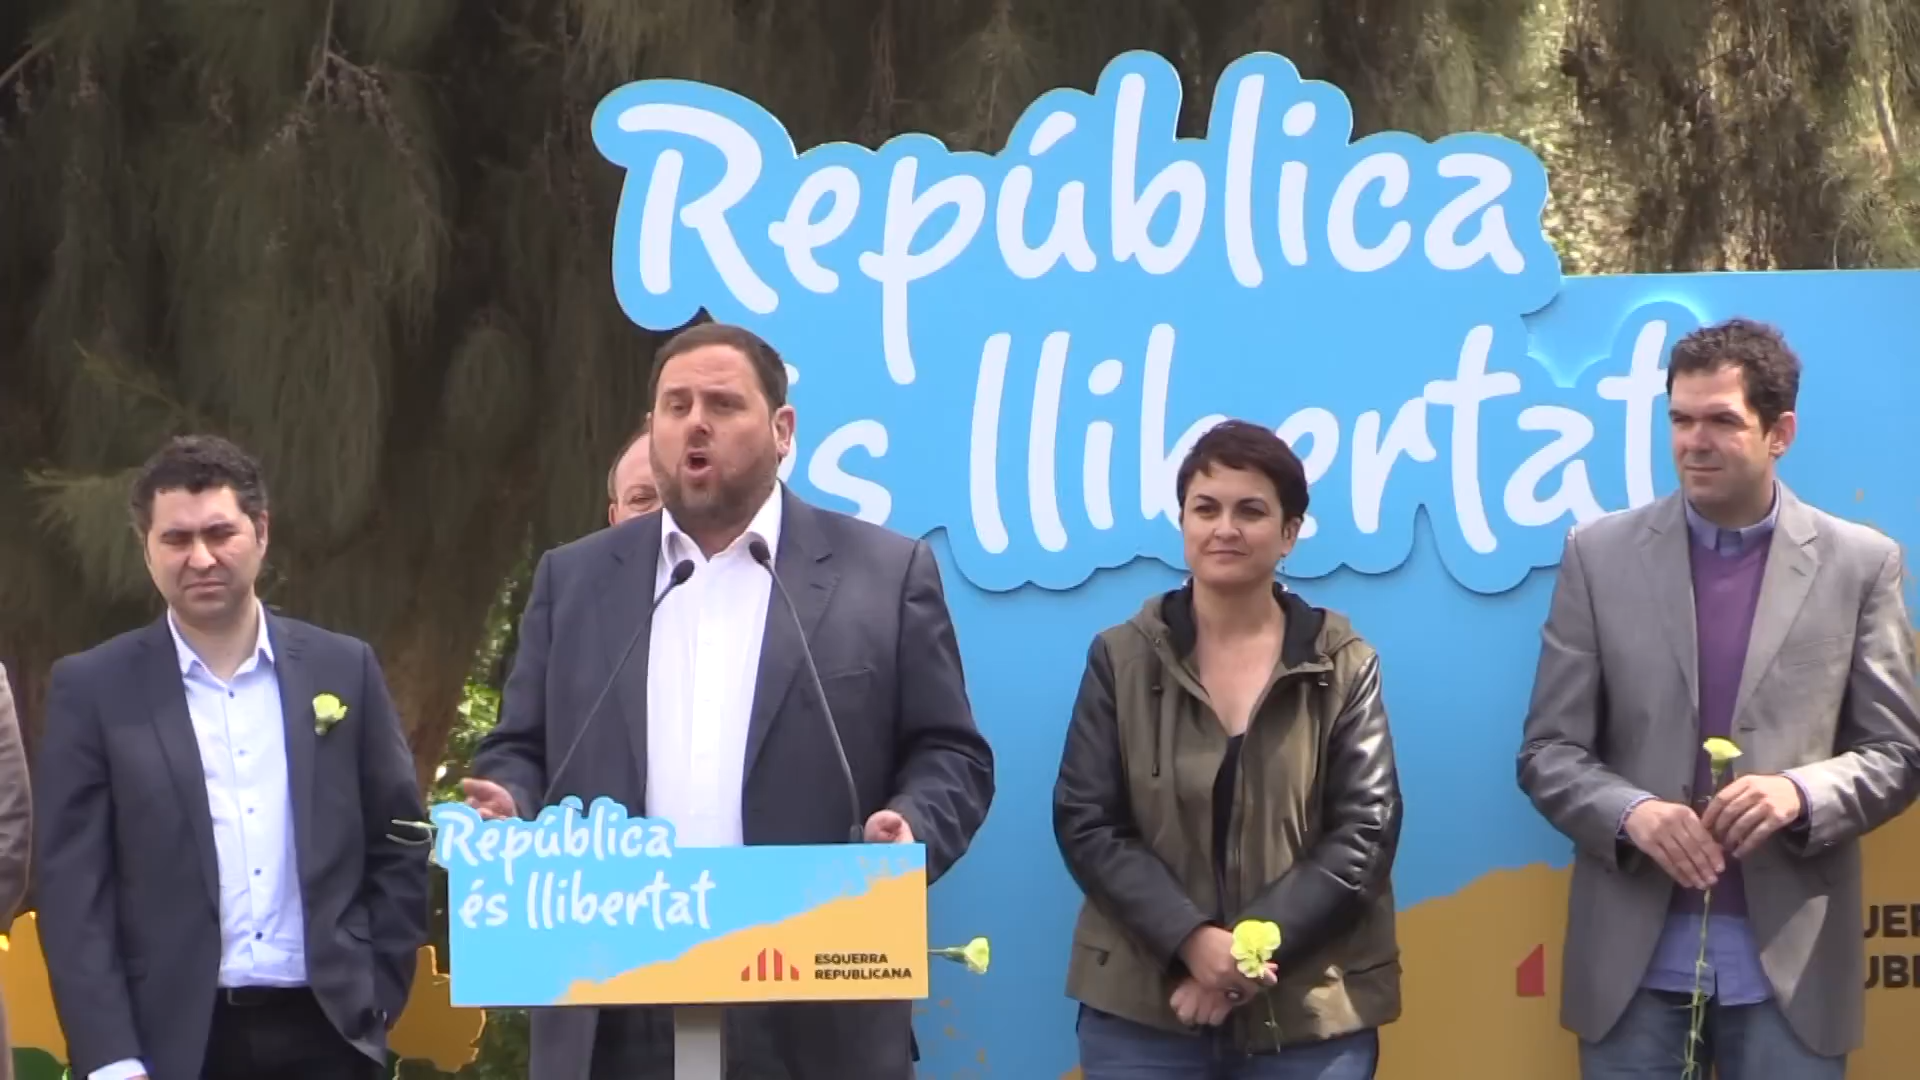 República
és llibertat
República
és llibertat
ESQUERRA
REPUBLICANA